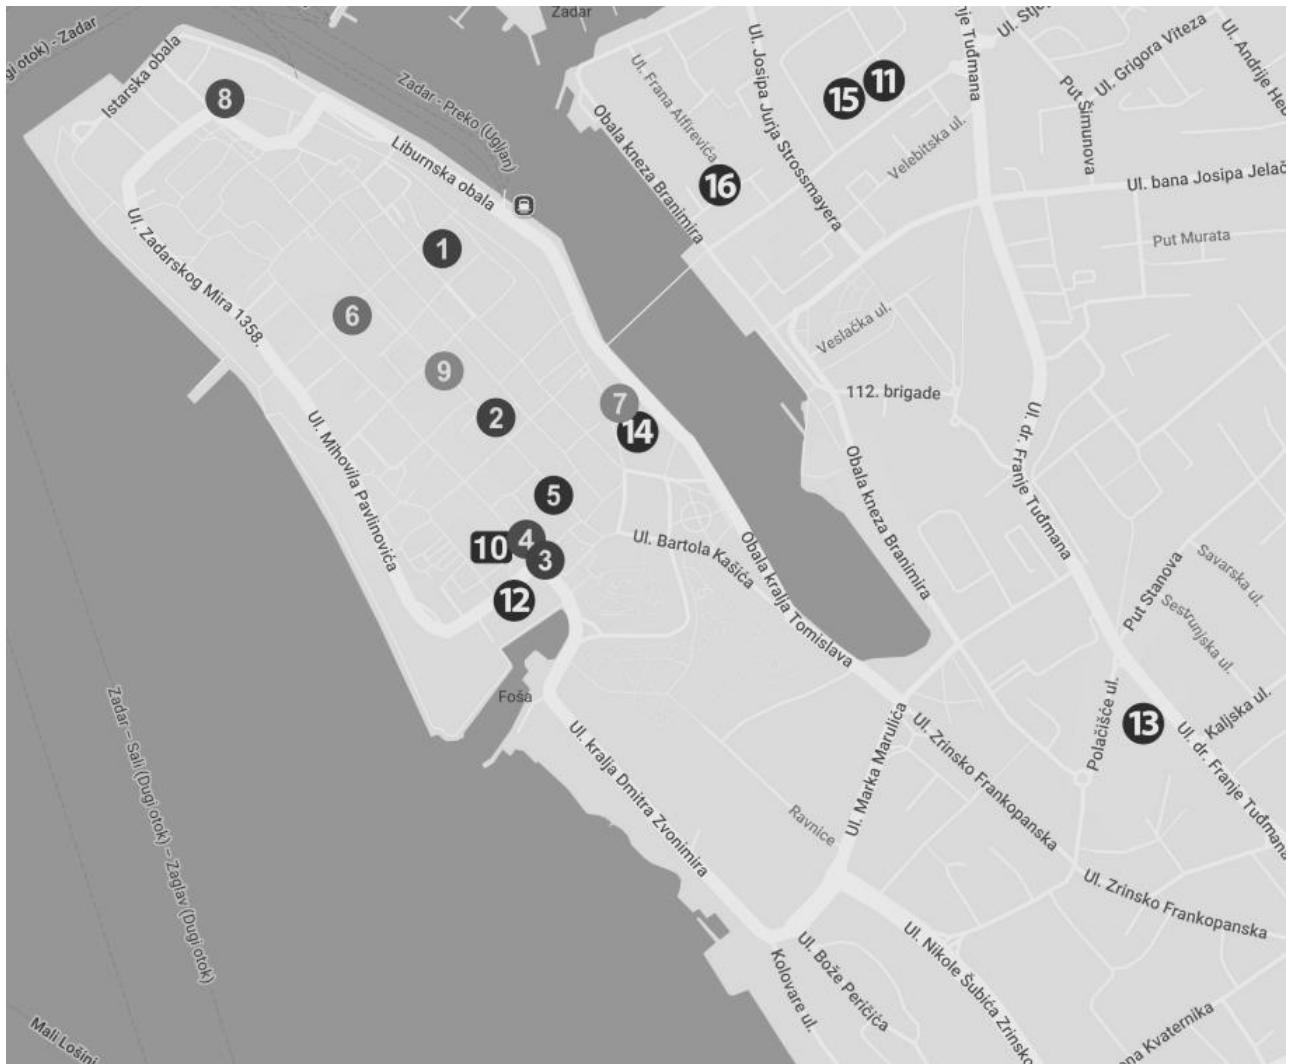 Zadar
gi otok) - Zadar
Istarska obala
8
Zadar - Preko (Ugljan)
Liburnska obala
Ul. Frana Alfirevića
Ul. Josipa Jurja Strossmayera
15
11
nje Tuđmana
Ul. Grigora Viteza
Put Šimunova
Obala kneza Branimira
16
Velebitska ul.
Ul. bana Josipa Jelač
Put Murata
Ul. Zadarskog Mira 1358.
1
6
9
2
7
14
Veslačka ul.
112. brigade
Ul. dr. Franje Tuđmana
Ul. Mihovila Pavlinovića
5
10
4
3
12
Ul. Bartola Kašića
Obala kralja Tomislava
Obala kneza Branimira
Put Stanova
Savarska ul.
Sestrunjska ul.
Kaljska ul.
Foša
Zadar – Sali (Dugi otok) – Zaglav (Dugi otok)
Ul. kralja Dmitra Zvonimira
Ul. Marka Marulića
Ul. Zrinsko Frankopanska
Polačišće ul.
13
Ul. dr. Franje Tuđmana
Ravnice
Ul. Zrinsko Frankopanska
Ul. Nikole Šubića Zrinsko
Ul. Bože Peričića
Kolovare ul.
ena Kvaternika
Mali Lošinj